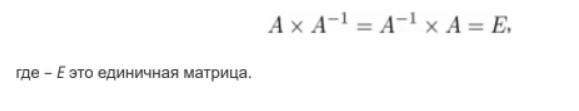 A × A⁻¹ = A⁻¹ × A = E,
где – E это единичная матрица.